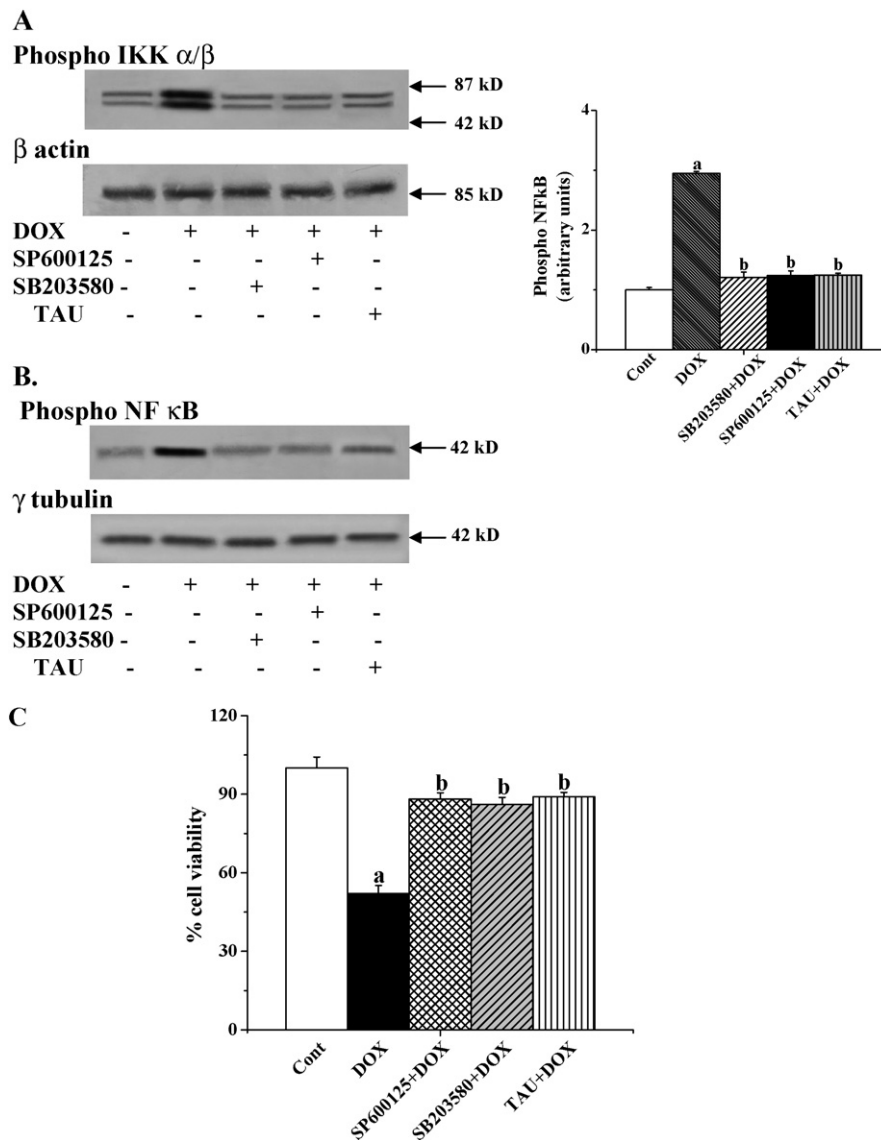 A
Phospho IKK α/β
87 kD
42 kD
β actin
85 kD
DOX - + + + +
SP600125 - - - + -
SB203580 - - + - -
TAU - - - - +
4
2
0
Phospho NFkB
(arbitrary units)
a
b
b
b
Cont
DOX
SB203580+DOX
SP600125+DOX
TAU+DOX
B.
Phospho NF κB
42 kD
γ tubulin
42 kD
DOX - + + + +
SP600125 - - - + -
SB203580 - - + - -
TAU - - - - +
C
120
90
60
30
0
% cell viability
a
b
b
b
Cont
DOX
SP600125+DOX
SB203580+DOX
TAU+DOX